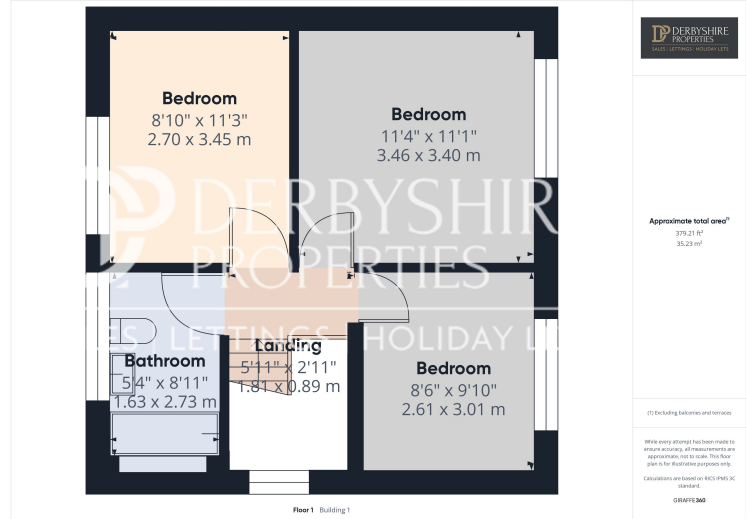 Bedroom
8'10" x 11'3"
2.70 x 3.45 m
Bedroom
11'4" x 11'1"
3.46 x 3.40 m
DERBYSHIRE
PROPERTIES
LETTINGS | HOLIDAY
Landing
5'11" x 2'11"
1.81 x 0.89 m
Bathroom
5'4" x 8'11"
1.63 x 2.73 m
Bedroom
8'6" x 9'10"
2.61 x 3.01 m
Floor 1 Building 1
DERBYSHIRE
PROPERTIES
SALES | LETTINGS | HOLIDAY LETS
Approximate total area⁽¹⁾
379.21 ft²
35.23 m²
(1) Excluding balconies and terraces
While every attempt has been made to
ensure accuracy, all measurements are
approximate, not to scale. This floor
plan is for illustrative purposes only.
Calculations are based on RICS IPMS 3C
standard.
GIRAFFE360